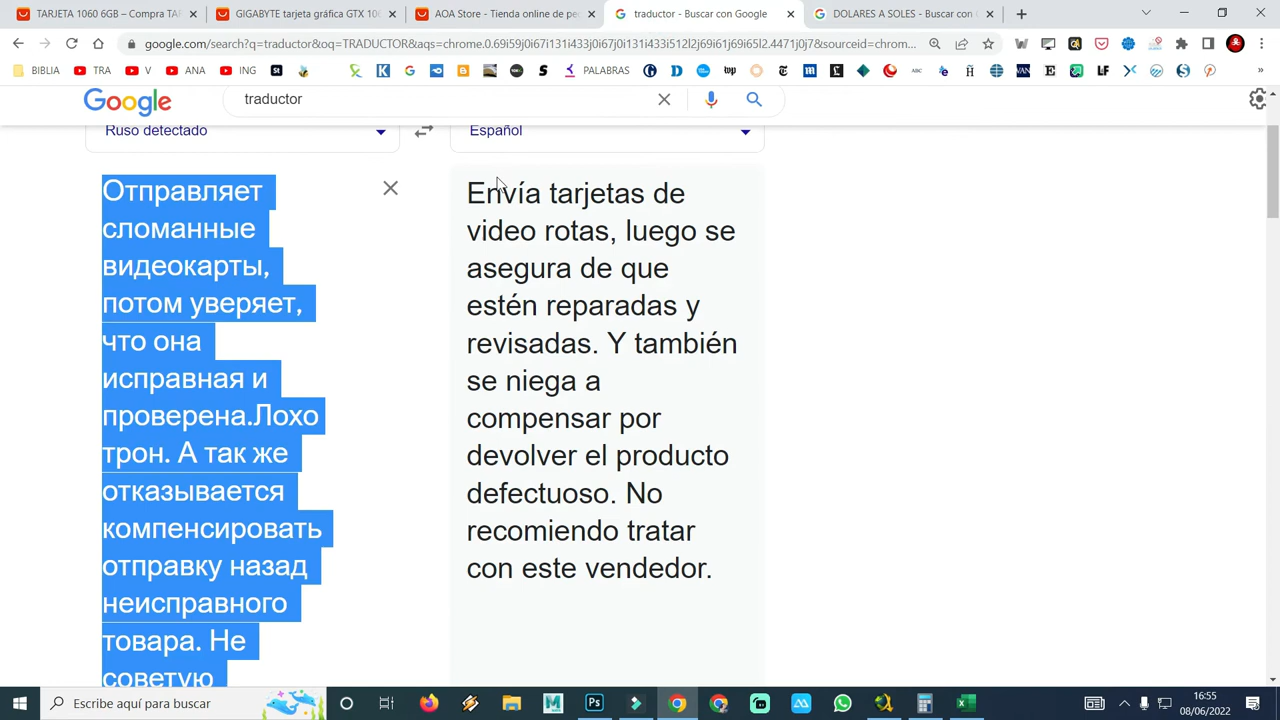 TARJETA 1060 6GB – Compra TAR
GIGABYTE tarjeta gráfica GTX 106
AOA Store - Tienda online de peq
traductor - Buscar con Google
DOLARES A SOLES - Buscar con G
google.com/search?q=traductor&oq=TRADUCTOR&aqs=chrome.0.69i59j0i67i131i433j0i67j0i131i433i512l2j69i61j69i65l2.4471j0j7&sourceid=chrom...
BIBLIA
TRA
V
ANA
ING
PALABRAS
Google
traductor
Ruso detectado
Español
Отправляет
сломанные
видеокарты,
потом уверяет,
что она
исправная и
проверена.Лохо
трон. А так же
отказывается
компенсировать
отправку назад
неисправного
товара. Не
советую
Envía tarjetas de
video rotas, luego se
asegura de que
estén reparadas y
revisadas. Y también
se niega a
compensar por
devolver el producto
defectuoso. No
recomiendo tratar
con este vendedor.
Escribe aquí para buscar
16:55
08/06/2022